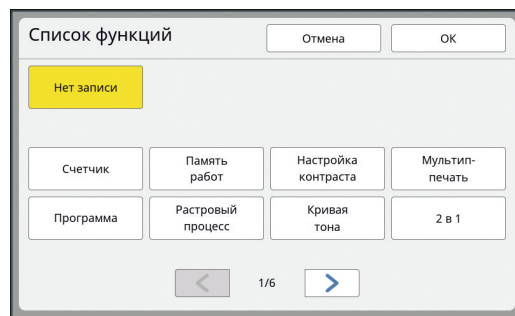 Список функций
Отмена
ОК
Нет записи
Счетчик
Память
работ
Настройка
контраста
Мультип-
печать
Программа
Растровый
процесс
Кривая
тона
2 в 1
1/6